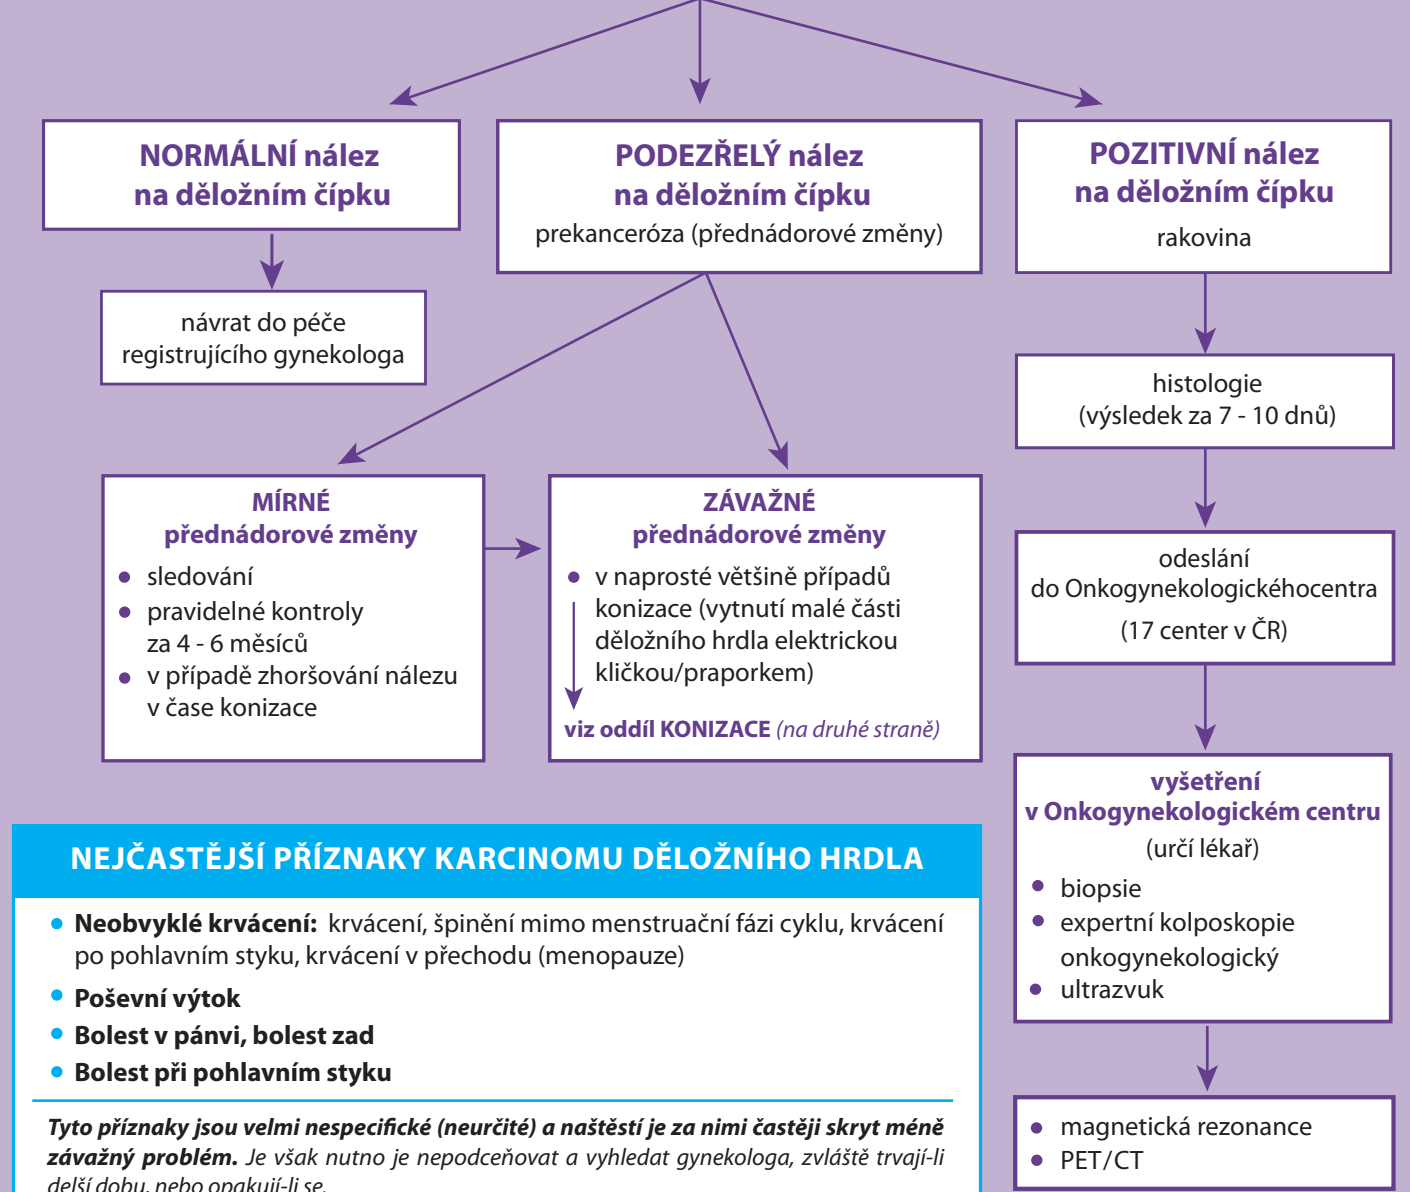 NORMÁLNÍ nález
na děložním čípku
návrat do péče
registrujícího gynekologa
PODEZŘELÝ nález
na děložním čípku
prekanceróza (přednádorové změny)
MÍRNÉ
přednádorové změny
sledování
pravidelné kontroly
za 4 - 6 měsíců
v případě zhoršování nálezu
v čase konizace
ZÁVAŽNÉ
přednádorové změny
v naprosté většině případů
konizace (vytnutí malé části
děložního hrdla elektrickou
kličkou/praporkem)
viz oddíl KONIZACE (na druhé straně)
POZITIVNÍ nález
na děložním čípku
rakovina
histologie
(výsledek za 7 - 10 dnů)
odeslání
do Onkogynekologickéhocentra
(17 center v ČR)
vyšetření
v Onkogynekologickém centru
(určí lékař)
biopsie
expertní kolposkopie
onkogynekologický
ultrazvuk
magnetická rezonance
PET/CT
NEJČASTĚJŠÍ PŘÍZNAKY KARCINOMU DĚLOŽNÍHO HRDLA
Neobvyklé krvácení: krvácení, špinění mimo menstruační fázi cyklu, krvácení
po pohlavním styku, krvácení v přechodu (menopauze)
Poševní výtok
Bolest v pánvi, bolest zad
Bolest při pohlavním styku
Tyto příznaky jsou velmi nespecifické (neurčité) a naštěstí je za nimi častěji skryt méně
závažný problém. Je však nutno je nepodceňovat a vyhledat gynekologa, zvláště trvají-li
delší dobu, nebo opakují-li se.